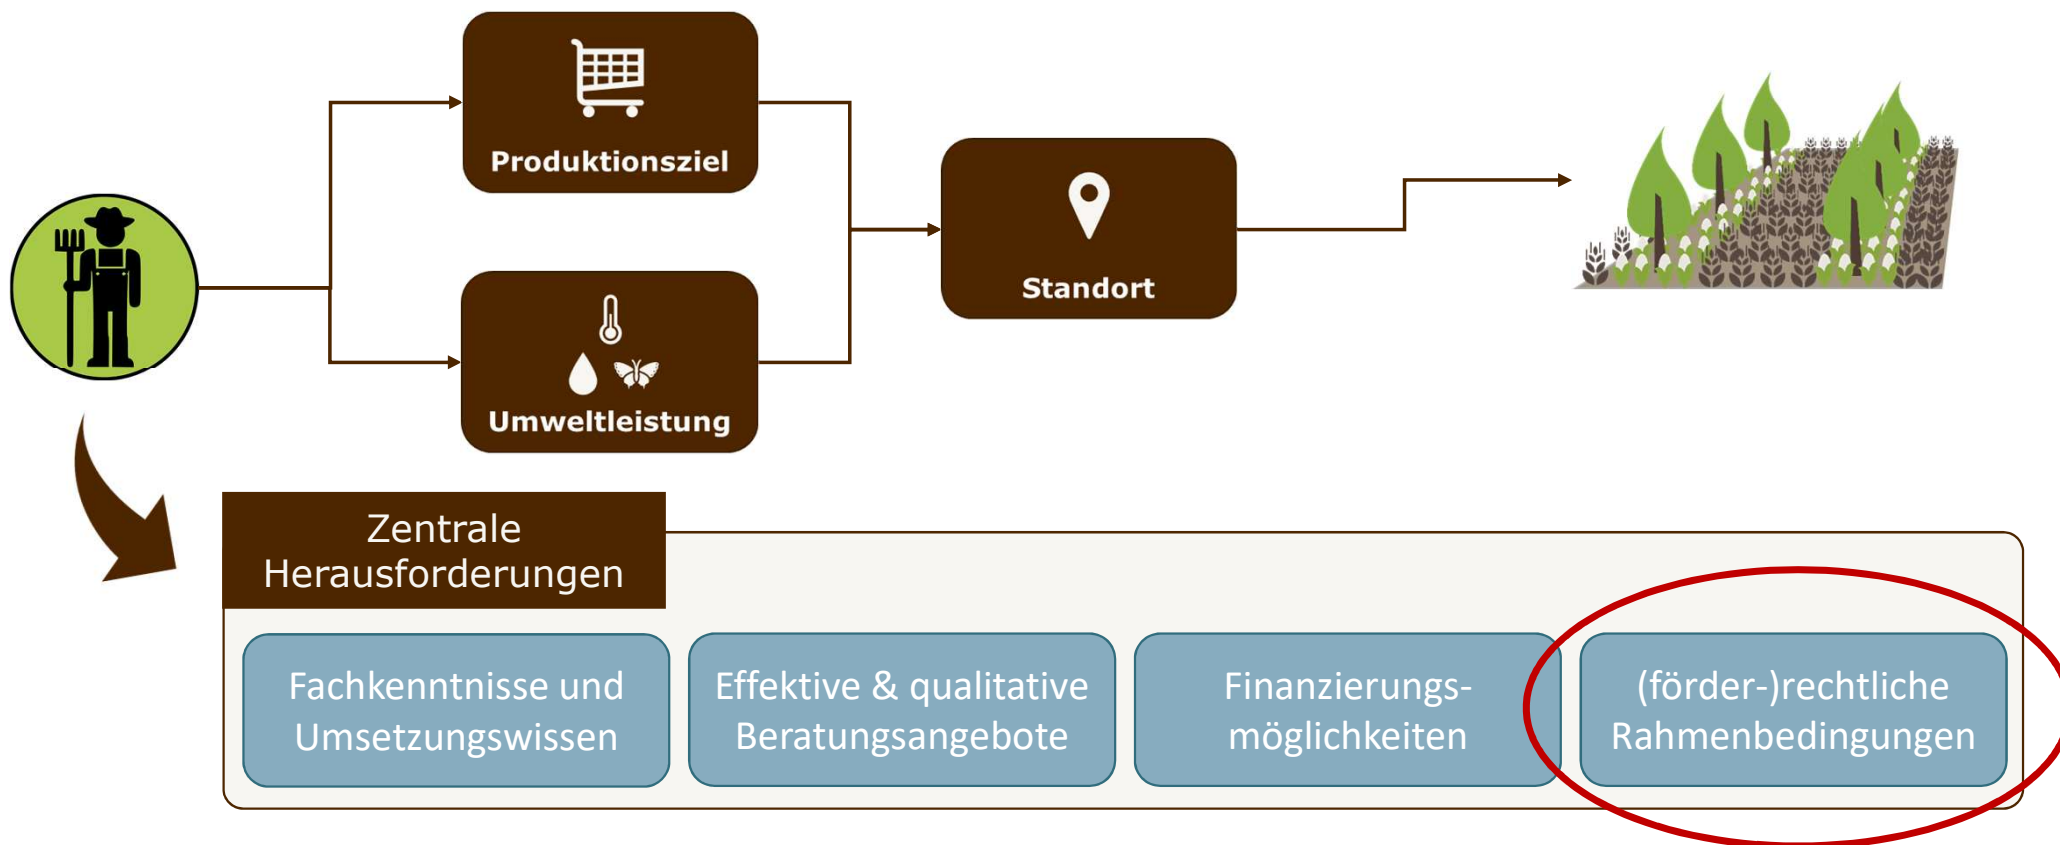 Produktionsziel
Umweltleistung
Standort
Zentrale
Herausforderungen
Fachkenntnisse und
Umsetzungswissen
Effektive & qualitative
Beratungsangebote
Finanzierungs-
möglichkeiten
(förder-)rechtliche
Rahmenbedingungen